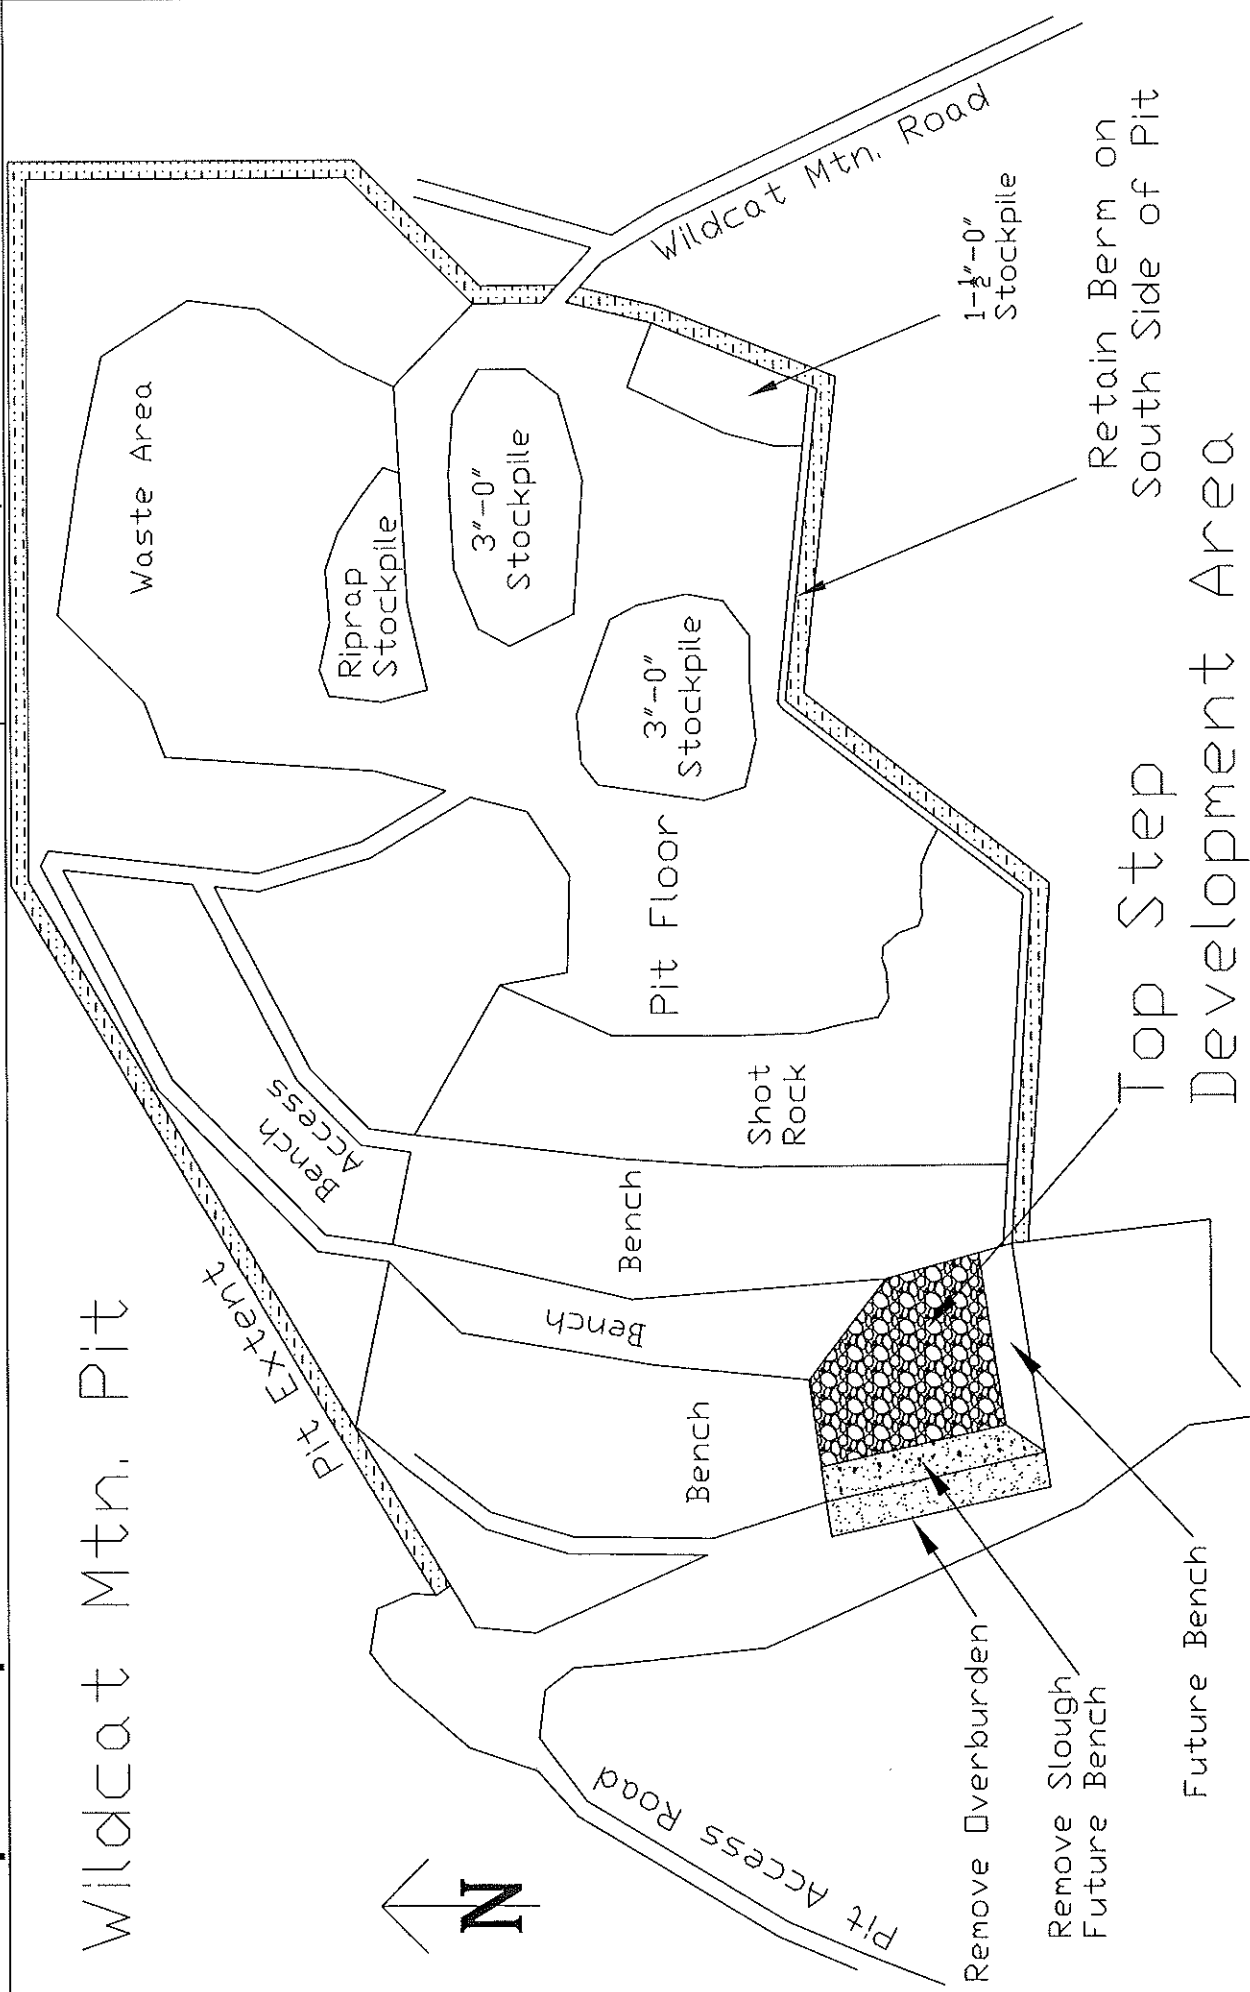 Wildcat Mtn. Pit
N
Pit Extent
Waste Area
Riprap
Stockpile
3"-0"
Stockpile
3"-0"
Stockpile
1-½"-0"
Stockpile
Wildcat Mtn. Road
Bench
Access
Bench
Bench
Bench
Shot
Rock
Pit Floor
Pit Access Road
Remove Overburden
Remove Slough
Future Bench
Future Bench
Top Step
Development Area
Retain Berm on
South Side of Pit